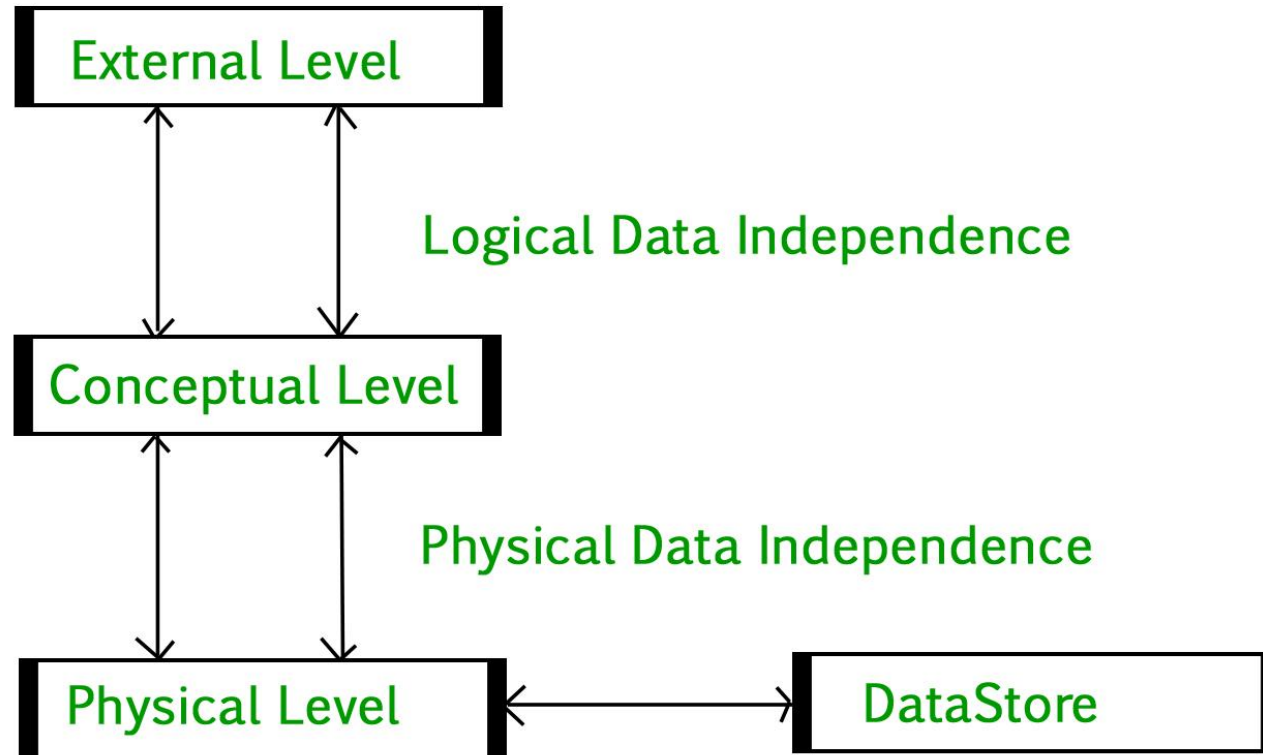 External Level
Logical Data Independence
Conceptual Level
Physical Data Independence
Physical Level
DataStore